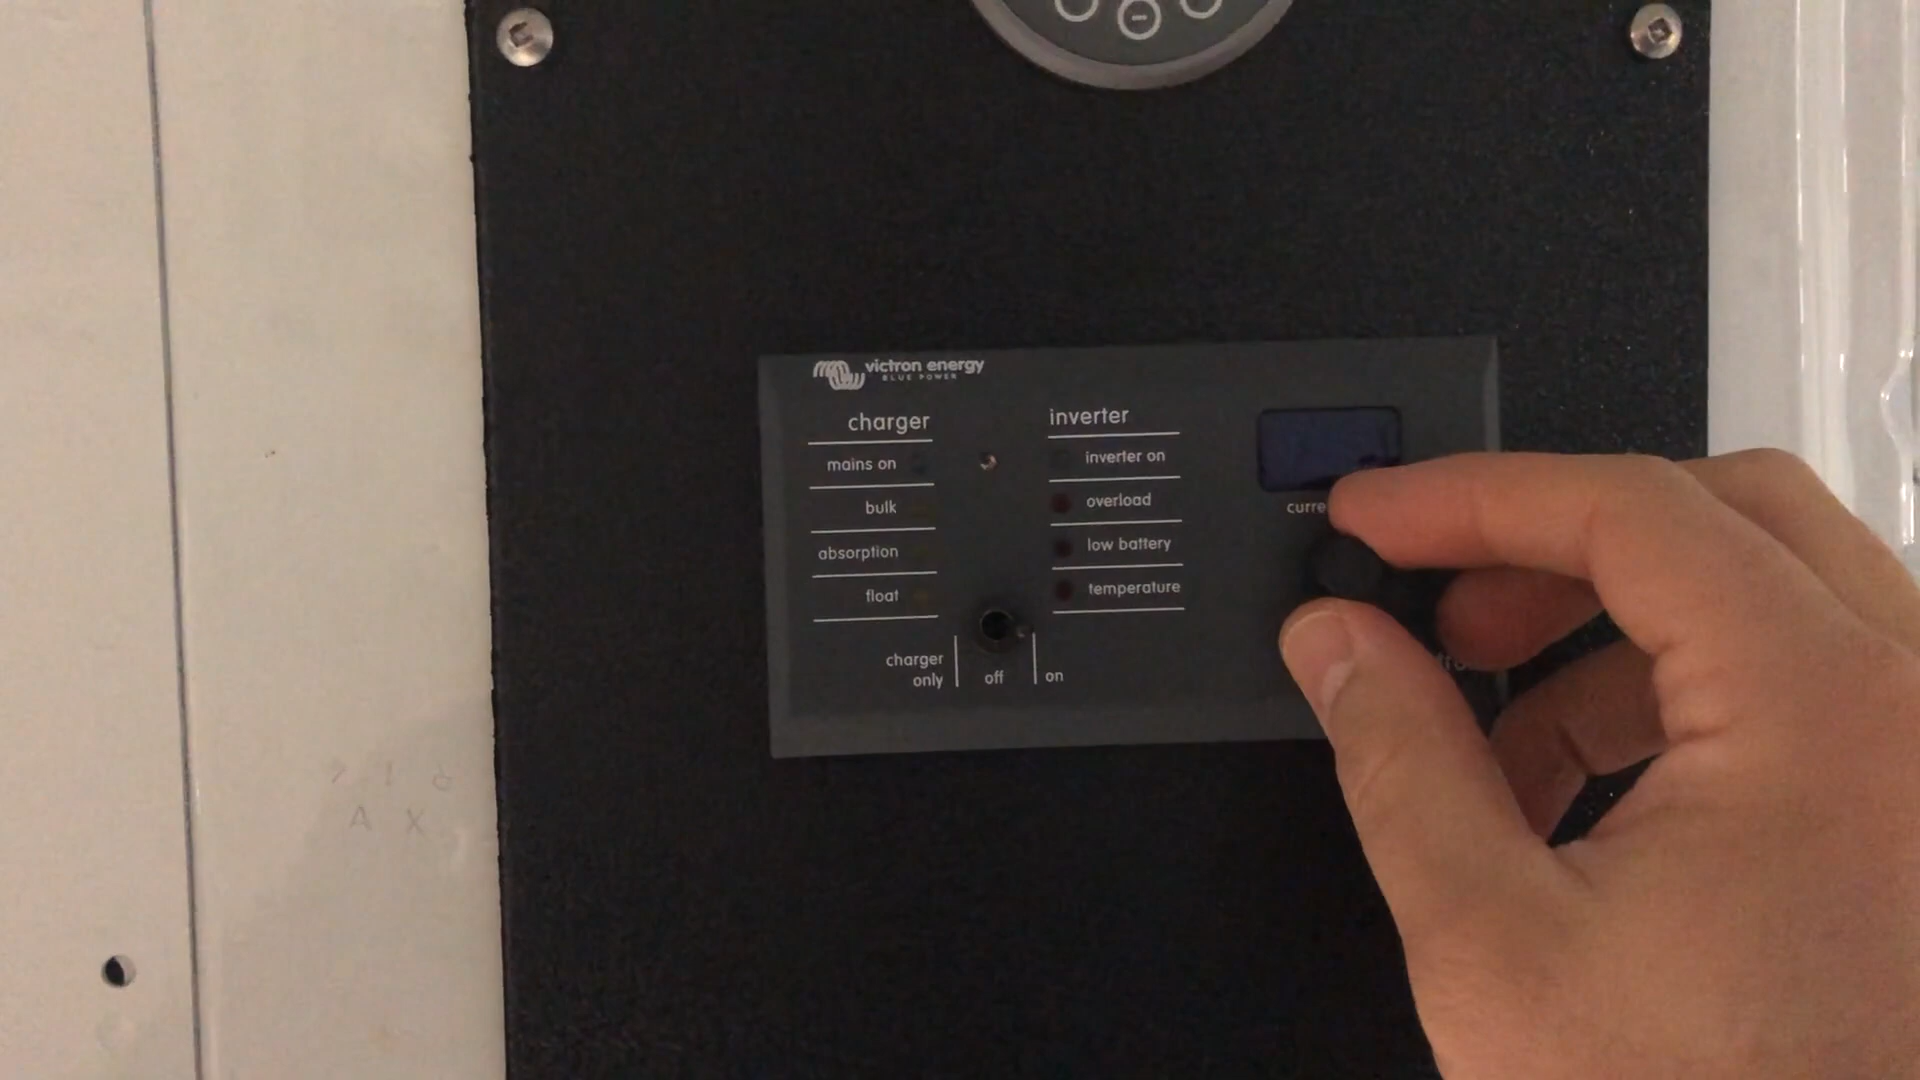 victron energy
BLUE POWER
charger
mains on
bulk
absorption
float
inverter
inverter on
overload
low battery
temperature
charger only
off
on
A X